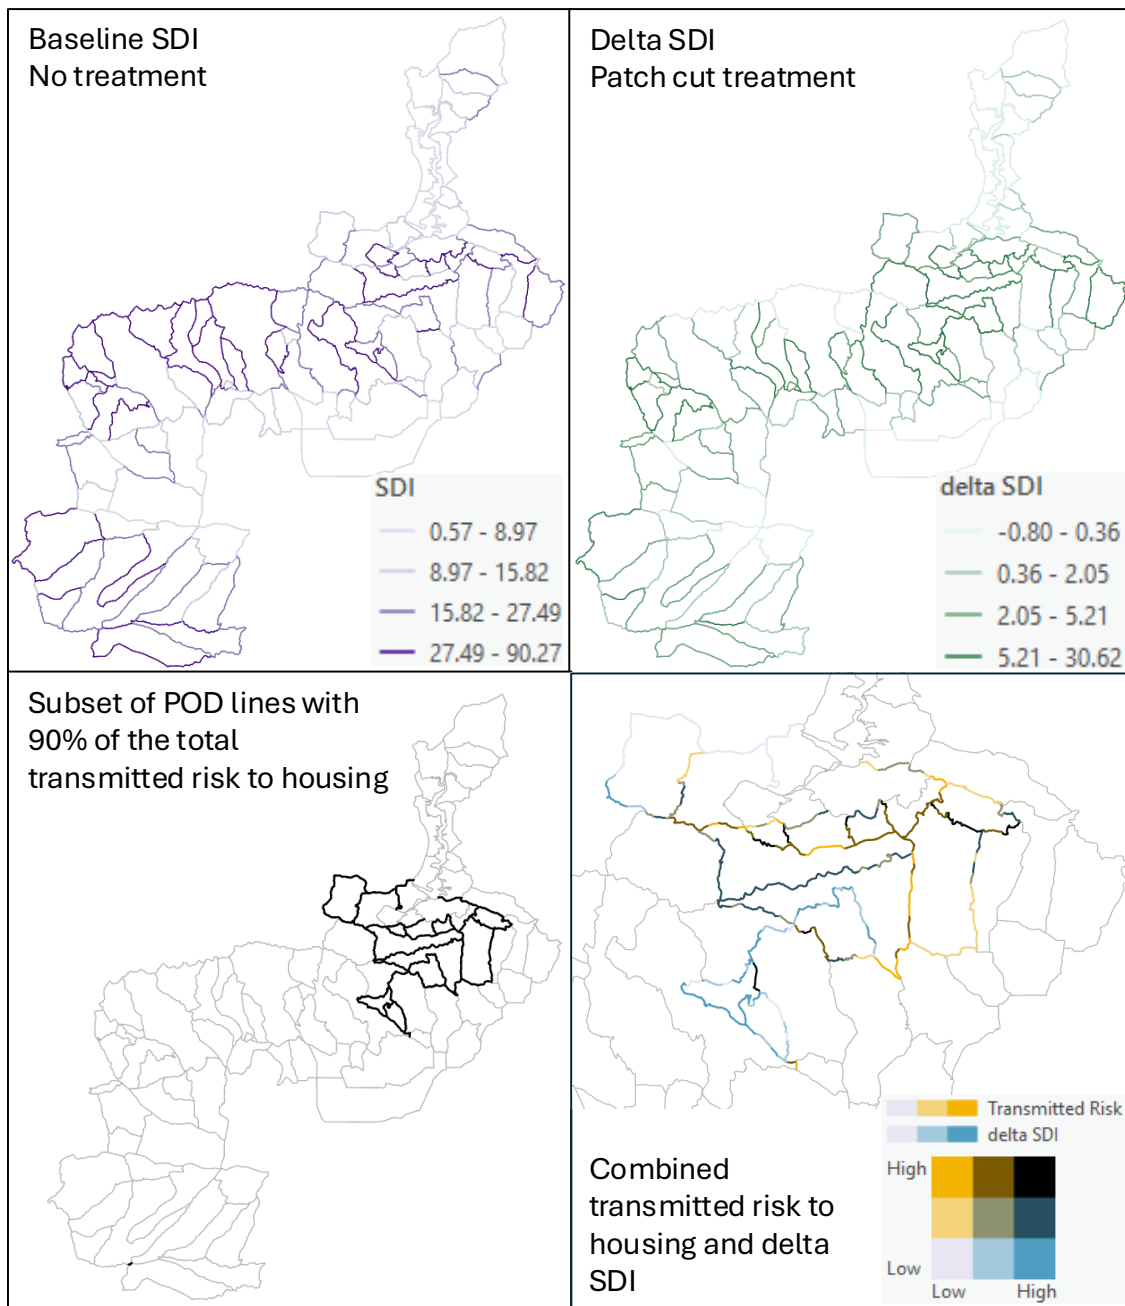 Baseline SDI
No treatment
SDI
0.57 - 8.97
8.97 - 15.82
15.82 - 27.49
27.49 - 90.27
Delta SDI
Patch cut treatment
delta SDI
-0.80 - 0.36
0.36 - 2.05
2.05 - 5.21
5.21 - 30.62
Subset of POD lines with
90% of the total
transmitted risk to housing
Combined
transmitted risk to
housing and delta
SDI
Transmitted Risk
delta SDI
High
Low
Low High